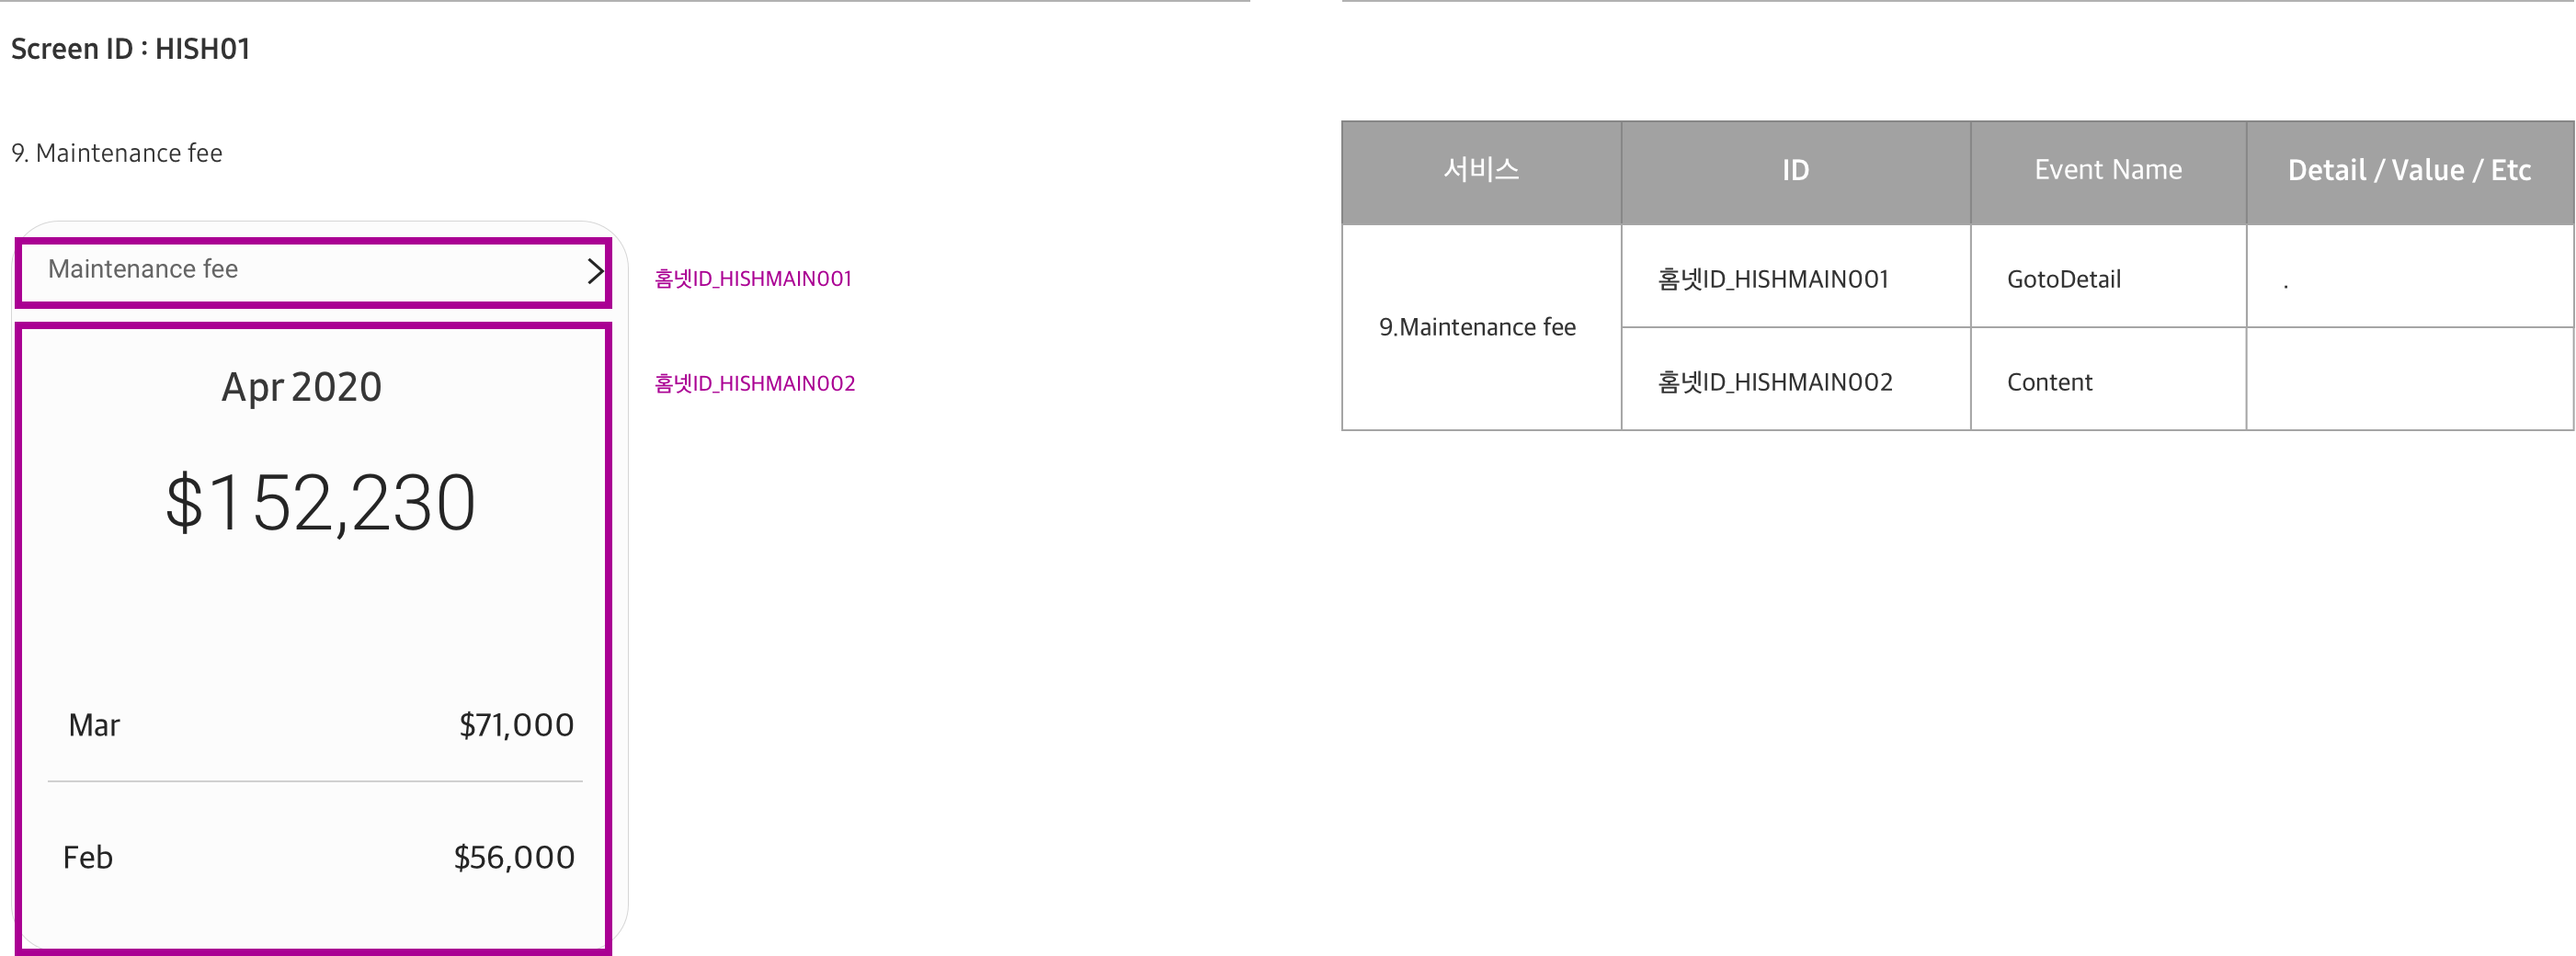 Screen ID : HISH01
9. Maintenance fee
Maintenance fee
홈넷ID_HISHMAIN001
Apr 2020
홈넷ID_HISHMAIN002
$152,230
Mar $71,000
Feb $56,000
서비스 ID Event Name Detail / Value / Etc
9.Maintenance fee
홈넷ID_HISHMAIN001 GotoDetail .
홈넷ID_HISHMAIN002 Content